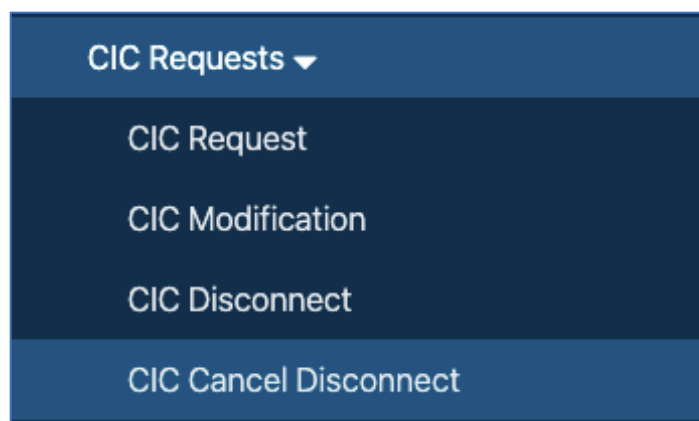 CIC Requests
CIC Request
CIC Modification
CIC Disconnect
CIC Cancel Disconnect